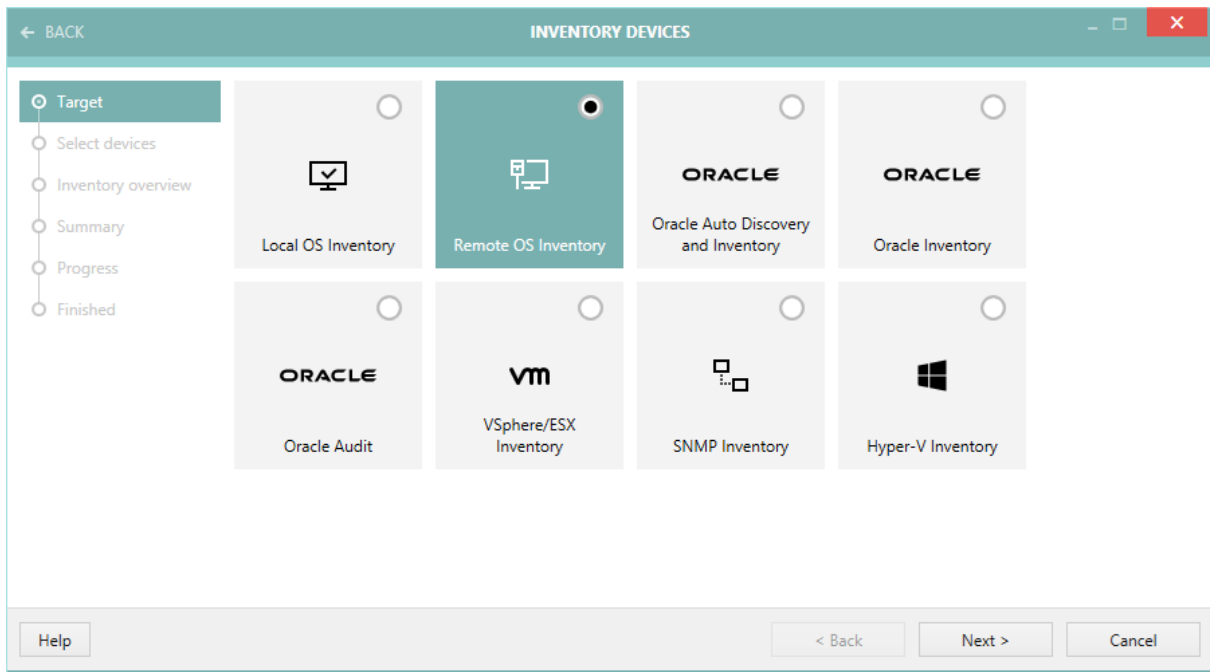 ← BACK
INVENTORY DEVICES
Target
Select devices
Inventory overview
Summary
Progress
Finished
Local OS Inventory
Remote OS Inventory
ORACLE
Oracle Auto Discovery
and Inventory
ORACLE
Oracle Inventory
ORACLE
Oracle Audit
vm
VSphere/ESX
Inventory
SNMP Inventory
Hyper-V Inventory
Help
< Back
Next >
Cancel